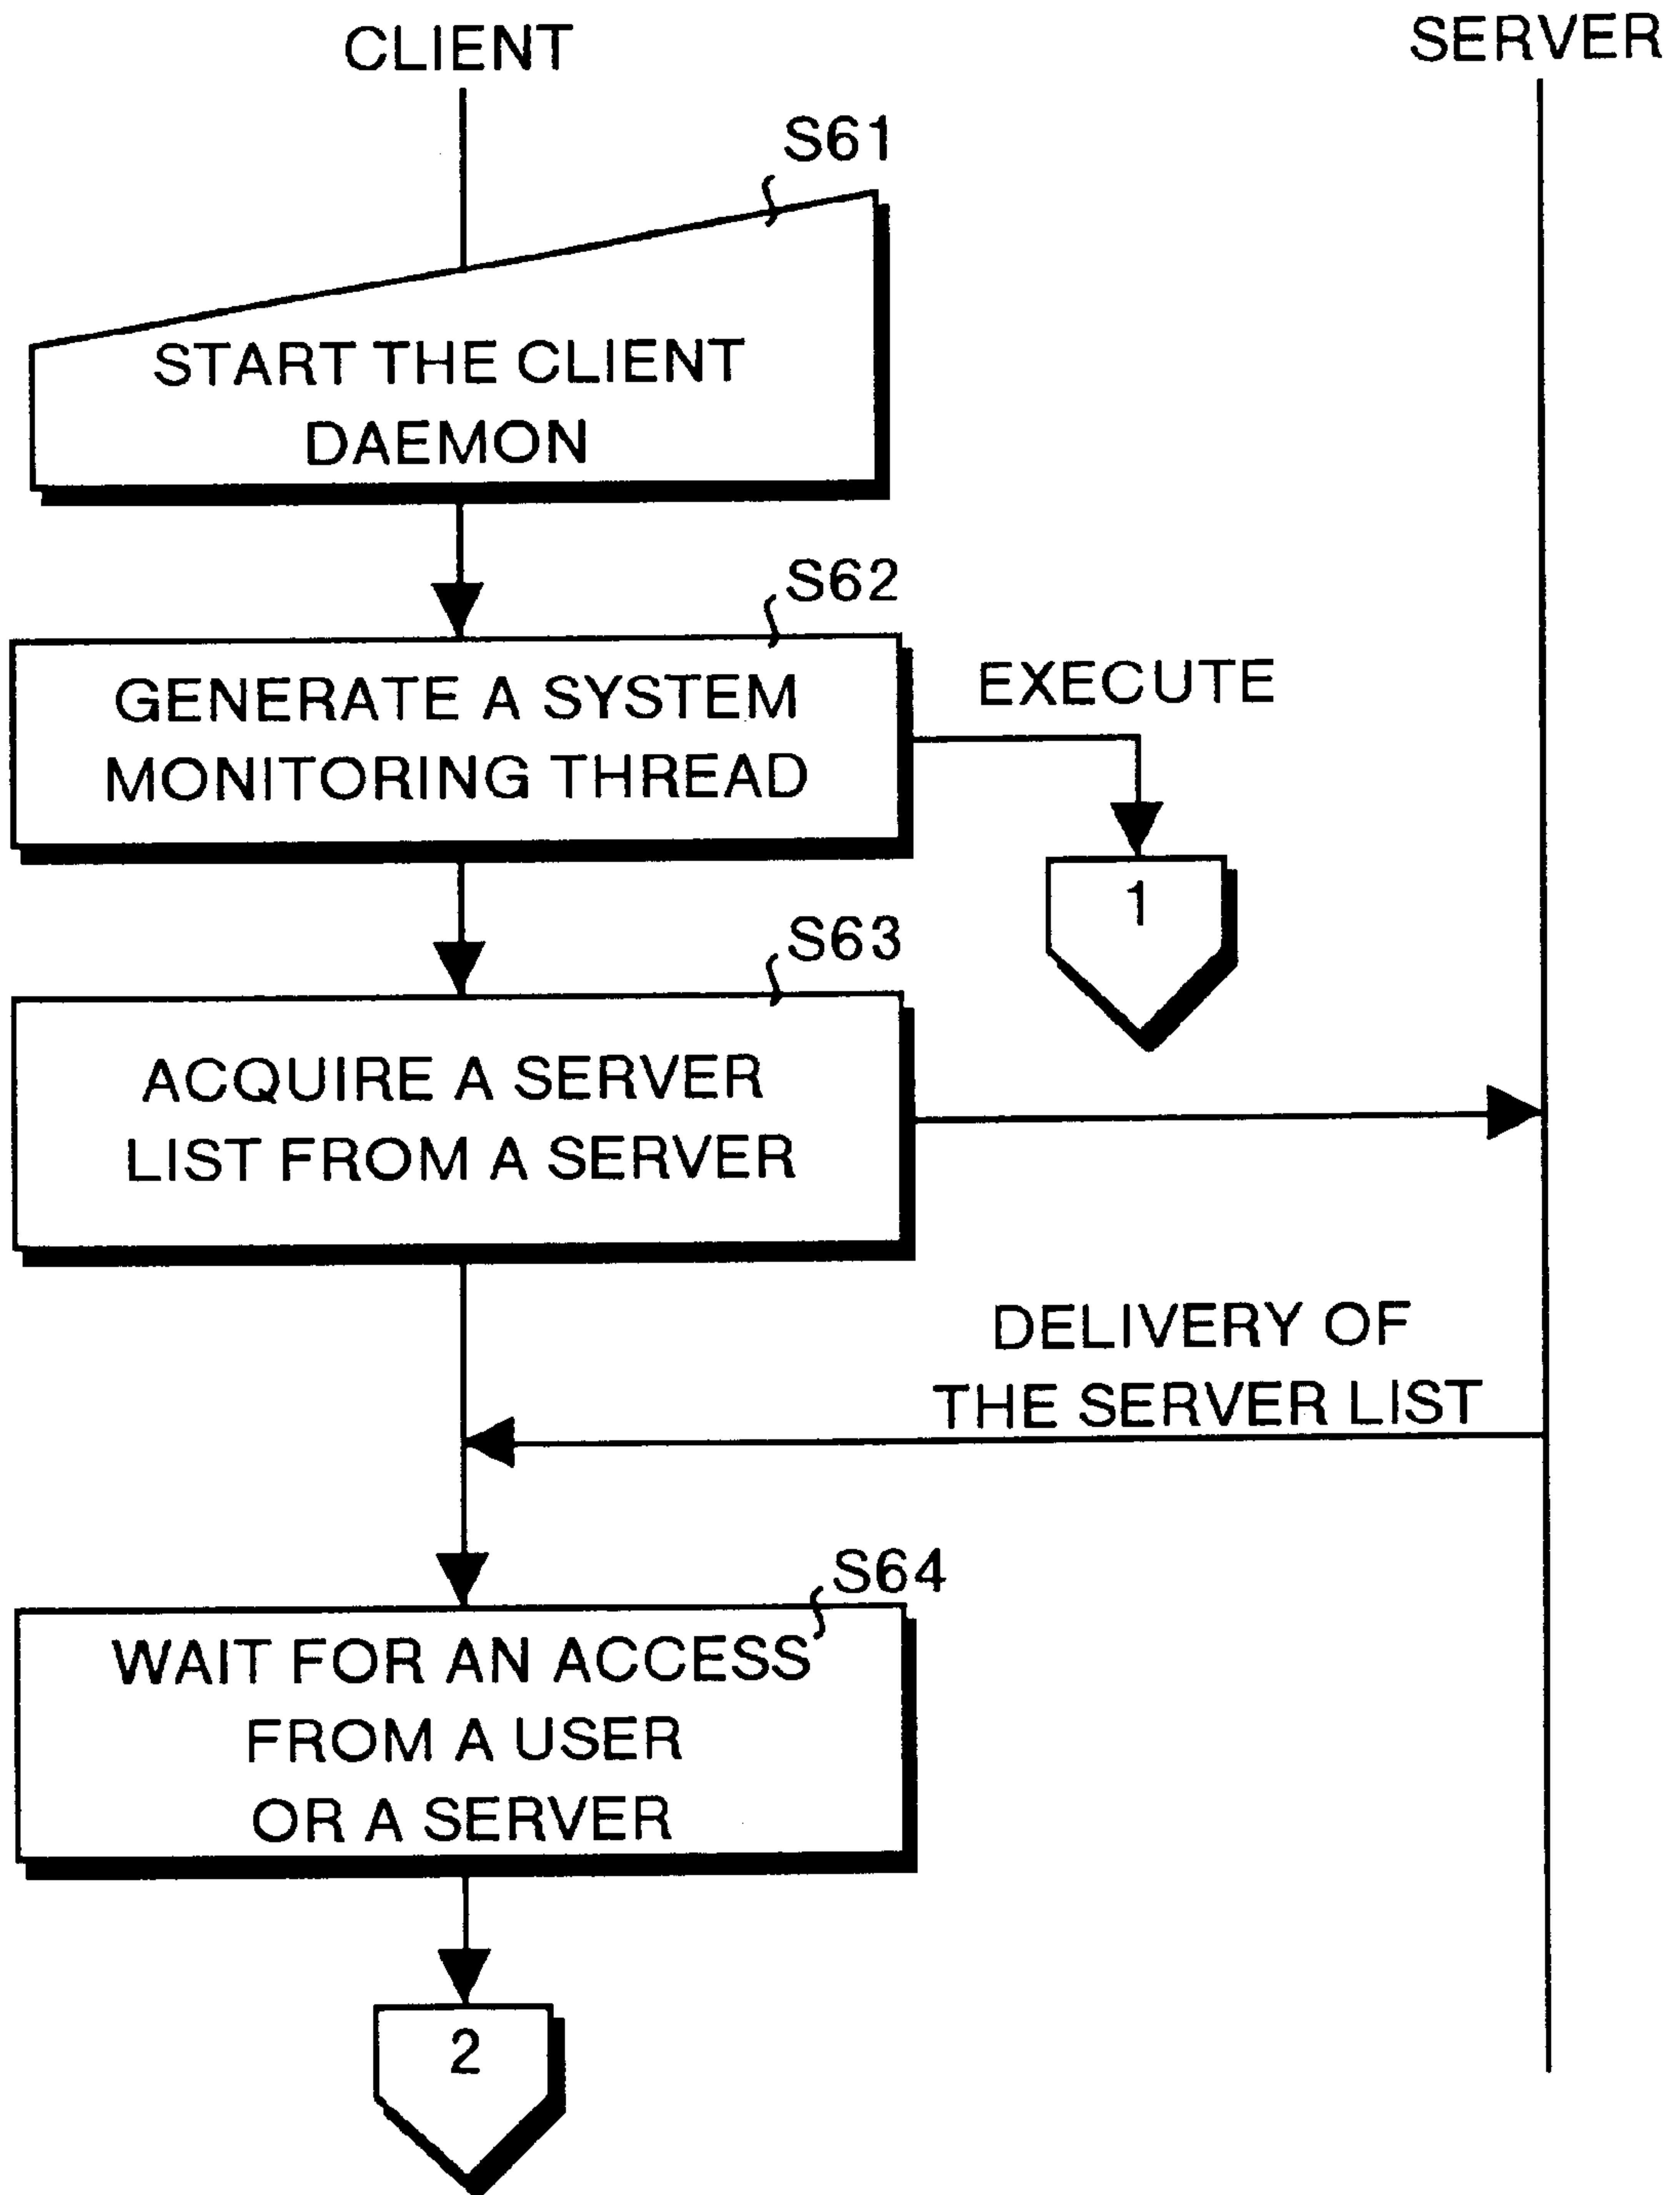 CLIENT
SERVER
S61
START THE CLIENT
DAEMON
S62
GENERATE A SYSTEM
MONITORING THREAD
EXECUTE
1
S63
ACQUIRE A SERVER
LIST FROM A SERVER
DELIVERY OF
THE SERVER LIST
S64
WAIT FOR AN ACCESS
FROM A USER
OR A SERVER
2